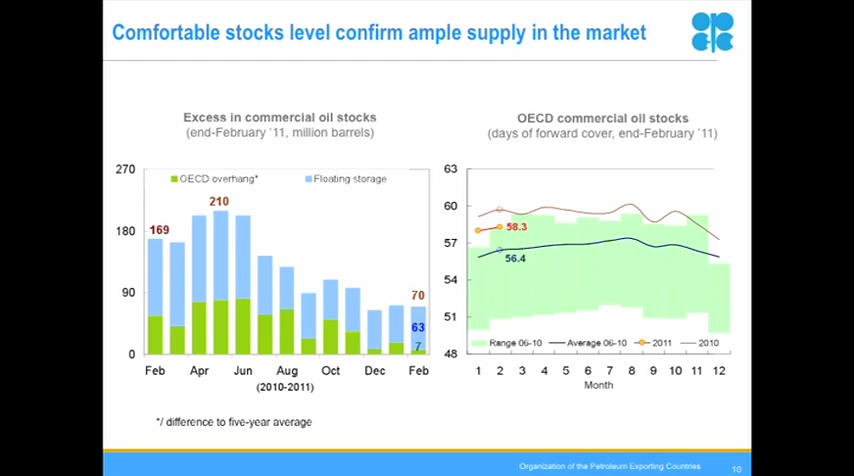 Comfortable stocks level confirm ample supply in the market
OPEC
Excess in commercial oil stocks
(end-February ´11, million barrels)
270
180
90
0
OECD overhang*
Floating storage
169
210
70
63
7
Feb Apr Jun Aug Oct Dec Feb
(2010-2011)
*/ difference to five-year average
OECD commercial oil stocks
(days of forward cover, end-February ´11)
63
60
57
54
51
48
58.3
56.4
Range 06-10 Average 06-10 2011 2010
1 2 3 4 5 6 7 8 9 10 11 12
Month
Organization of the Petroleum Exporting Countries
10